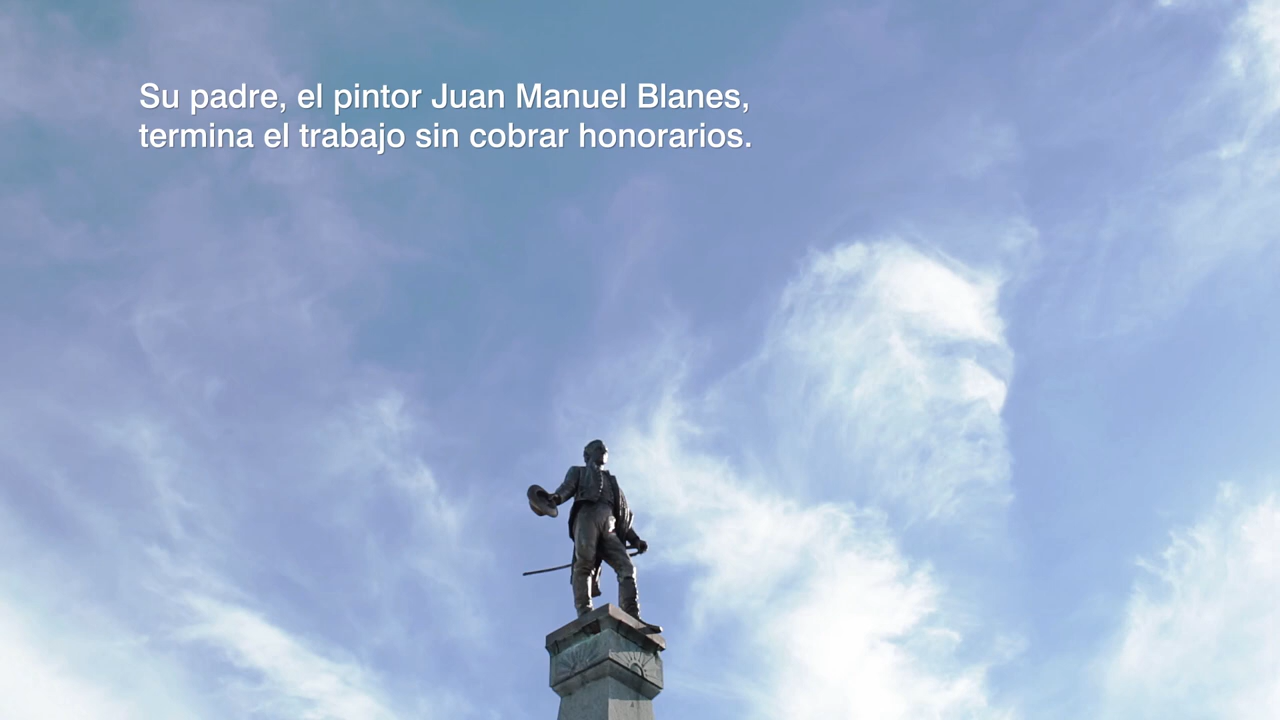 Su padre, el pintor Juan Manuel Blanes,
termina el trabajo sin cobrar honorarios.